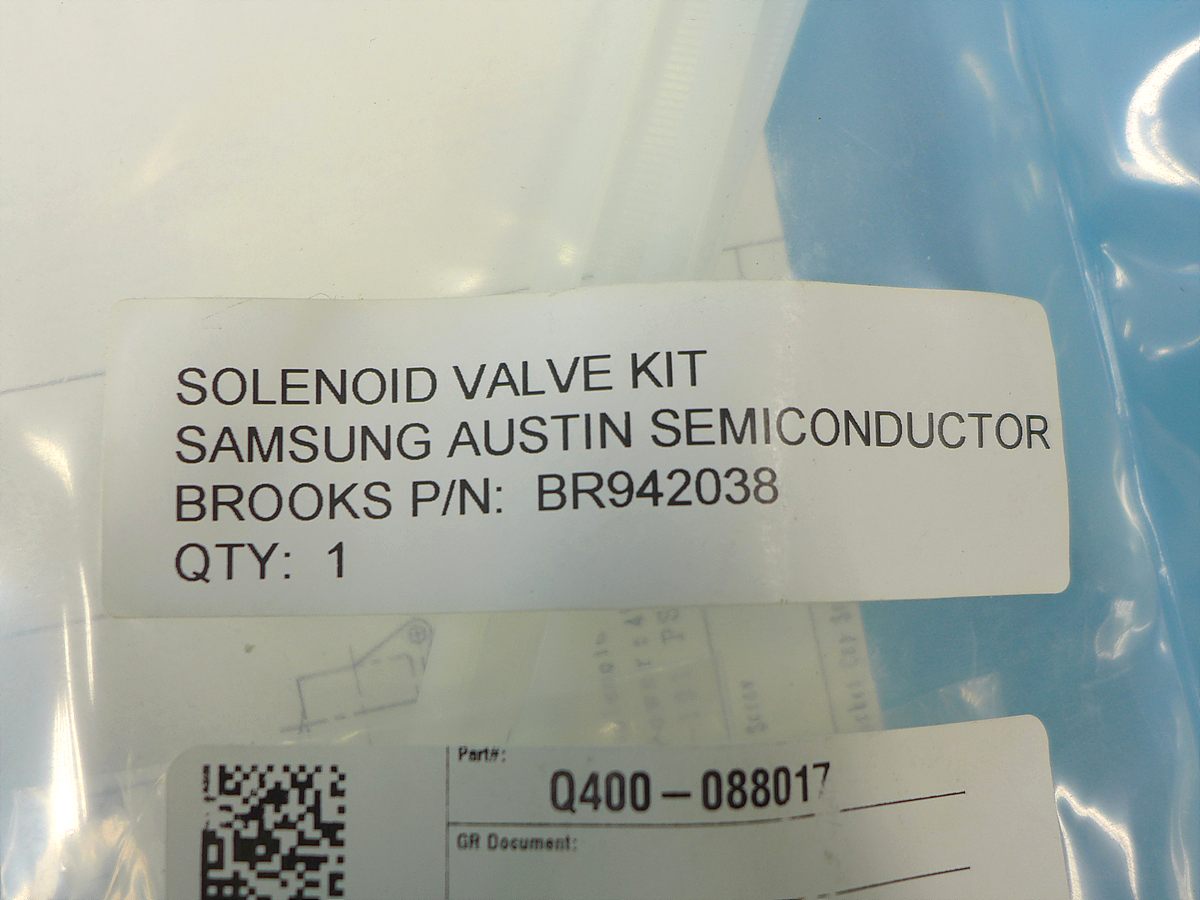 SOLENOID VALVE KIT
SAMSUNG AUSTIN SEMICONDUCTOR
BROOKS P/N: BR942038
QTY: 1
Part#:
Q400-088017
GR Document: